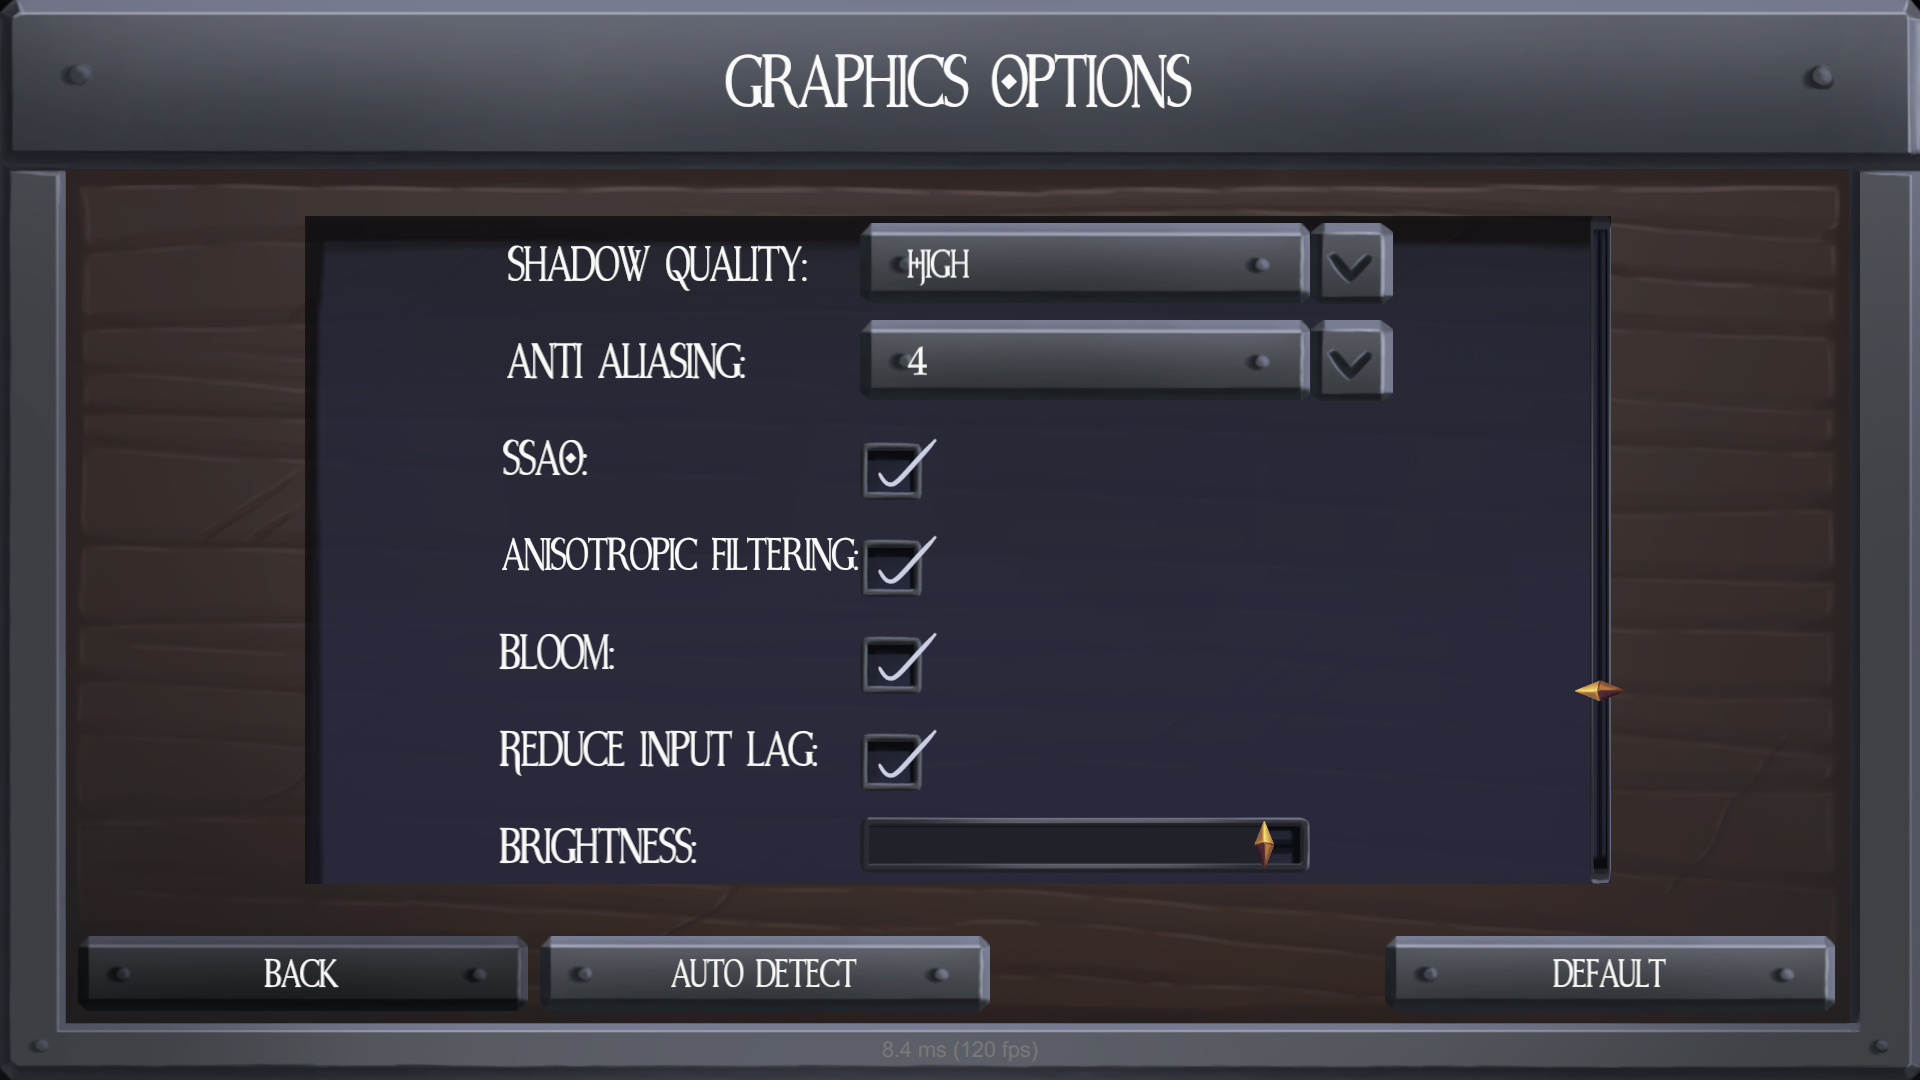 GRAPHICS OPTIONS
SHADOW QUALITY: HIGH
ANTI ALIASING: 4
SSAO:
ANISOTROPIC FILTERING:
BLOOM:
REDUCE INPUT LAG:
BRIGHTNESS:
BACK AUTO DETECT DEFAULT
8.4 ms (120 fps)